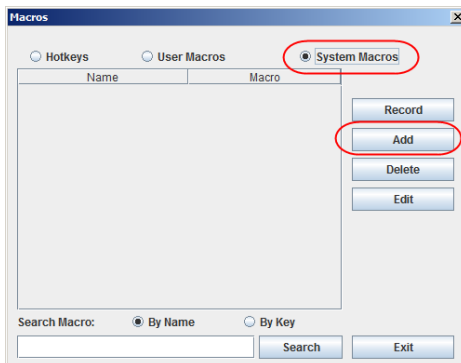 Macros
Hotkeys User Macros System Macros
Name Macro
Record
Add
Delete
Edit
Search Macro: By Name By Key
Search Exit